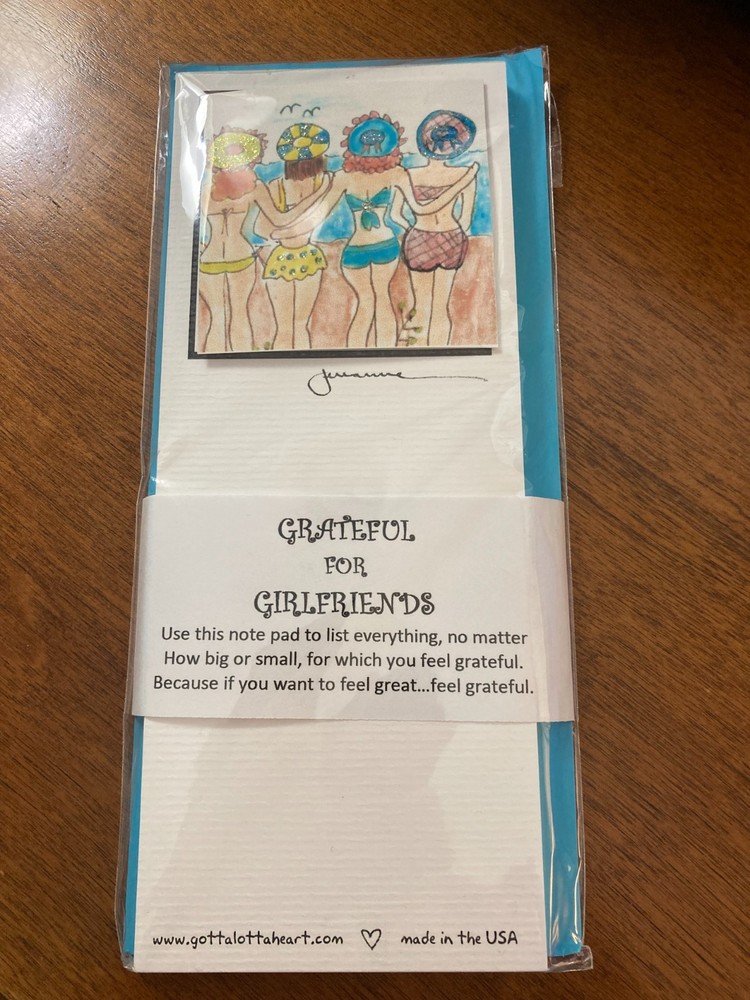 GRATEFUL
FOR
GIRLFRIENDS
Use this note pad to list everything, no matter
How big or small, for which you feel grateful.
Because if you want to feel great...feel grateful.
www.gottalottaheart.com ♡ made in the USA